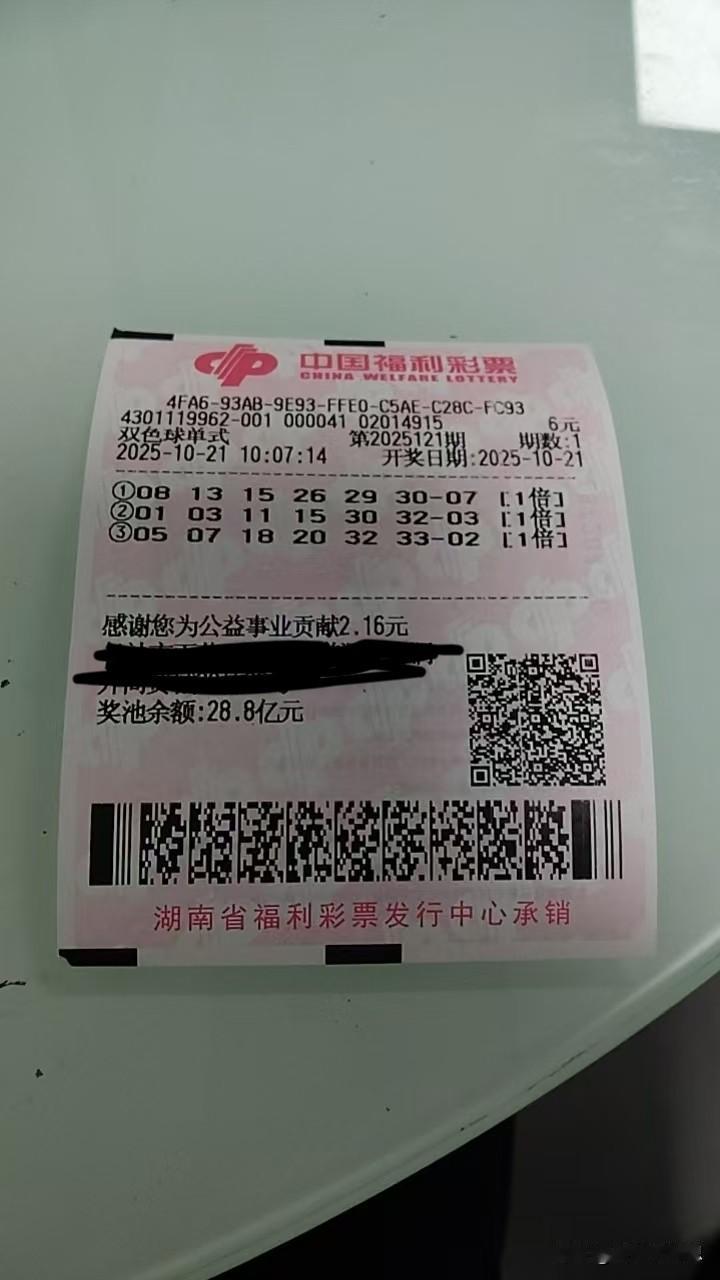 中国福利彩票
CHINA WELFARE LOTTERY
4FA6-93AB-9E93-FFE0-C5AE-C28C-FC93
4301119962-001 000041 02014915 6元
双色球单式 第2025121期 期数:1
2025-10-21 10:07:14 开奖日期:2025-10-21
①08 13 15 26 29 30-07 [1倍]
②01 03 11 15 30 32-03 [1倍]
③05 07 18 20 32 33-02 [1倍]
感谢您为公益事业贡献2.16元
奖池余额:28.8亿元
湖南省福利彩票发行中心承销